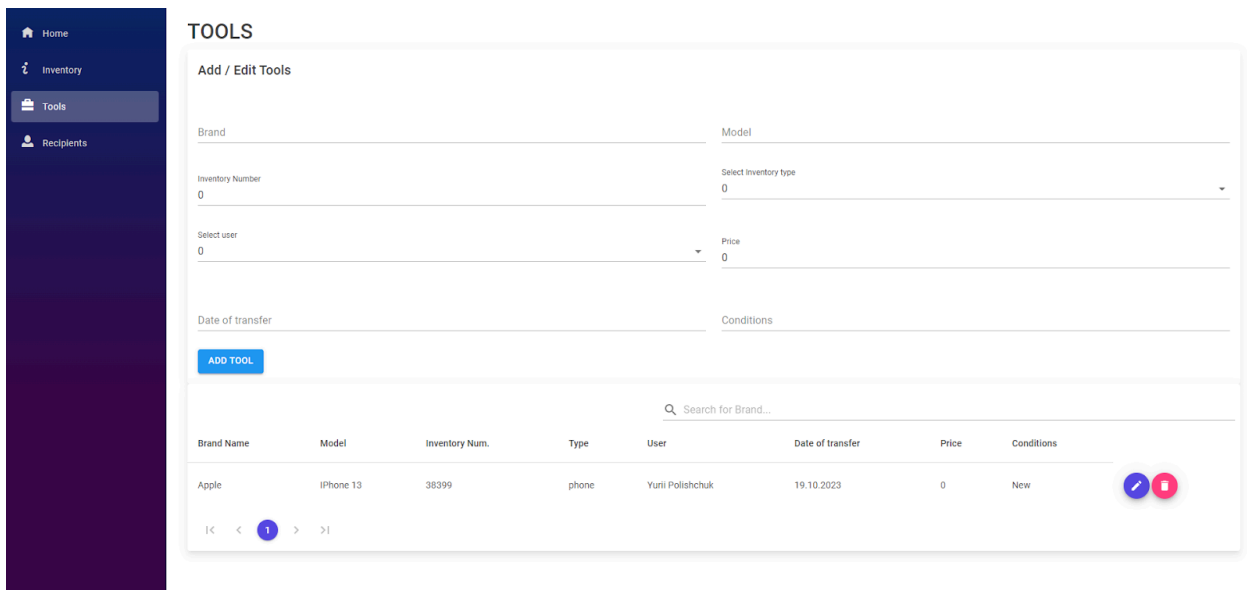 Home
Inventory
Tools
Recipients
TOOLS
Add / Edit Tools
Brand Model
Inventory Number Select Inventory type
0 0
Select user Price
0 0
Date of transfer Conditions
ADD TOOL
Search for Brand...
Brand Name Model Inventory Num. Type User Date of transfer Price Conditions
Apple IPhone 13 38399 phone Yurii Polishchuk 19.10.2023 0 New
1